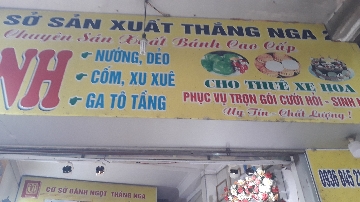 SỞ SẢN XUẤT THẮNG NGA
Chuyên Sản Xuất Bánh Cao Cấp
NH
NƯỚNG, DẺO
CỐM, XU XUÊ
GA TÔ TẦNG
CHO THUÊ XE HOA
PHỤC VỤ TRỌN GÓI CƯỚI HỎI - SINH
Uy Tín - Chất Lượng !
CƠ SỞ BÁNH NGỌT THẮNG NGA